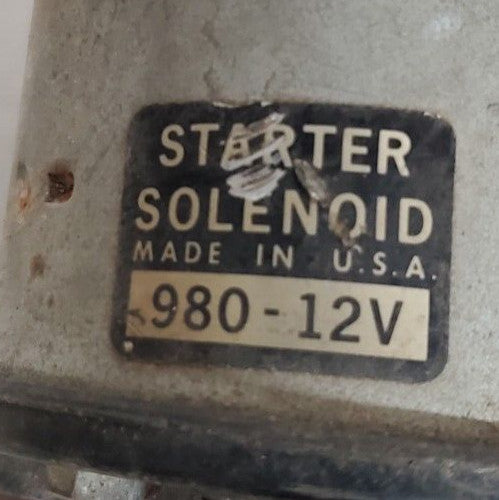 STARTER
SOLENOID
MADE IN U.S.A.
980-12V